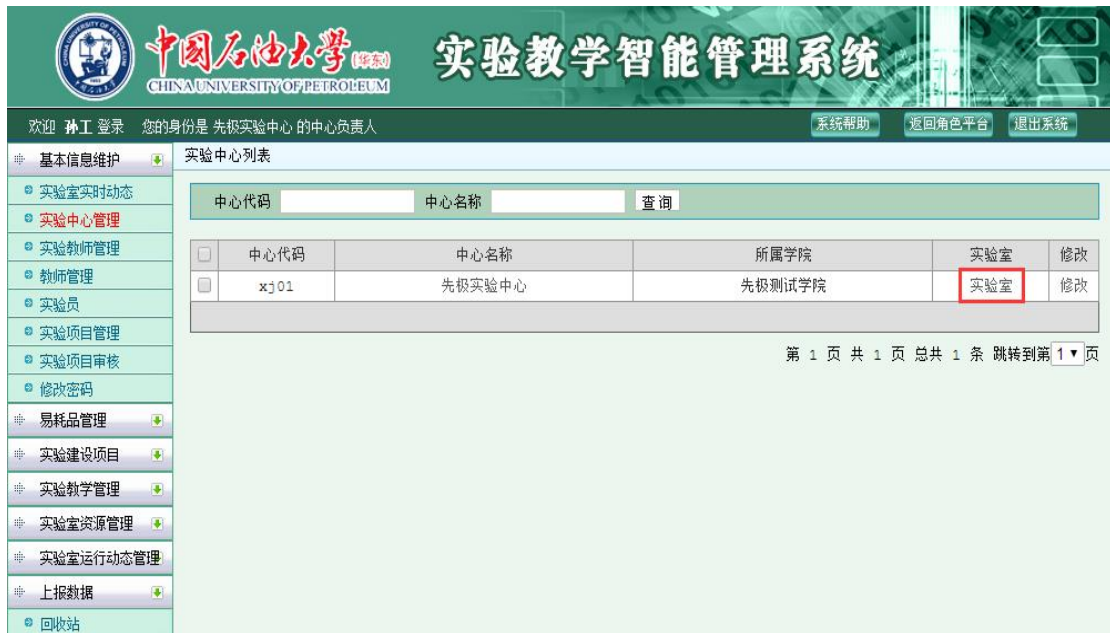 中国石油大学(华东)
CHINA UNIVERSITY OF PETROLEUM
实验教学智能管理系统
欢迎 孙工 登录 您的身份是 先极实验中心 的中心负责人
系统帮助 返回角色平台 退出系统
基本信息维护
实验室实时动态
实验中心管理
实验教师管理
教师管理
实验员
实验项目管理
实验项目审核
修改密码
易耗品管理
实验建设项目
实验教学管理
实验室资源管理
实验室运行动态管理
上报数据
回收站
实验中心列表
中心代码 中心名称 查询
中心代码 中心名称 所属学院 实验室 修改
xj01 先极实验中心 先极测试学院 实验室 修改
第 1 页 共 1 页 总共 1 条 跳转到第 1 页